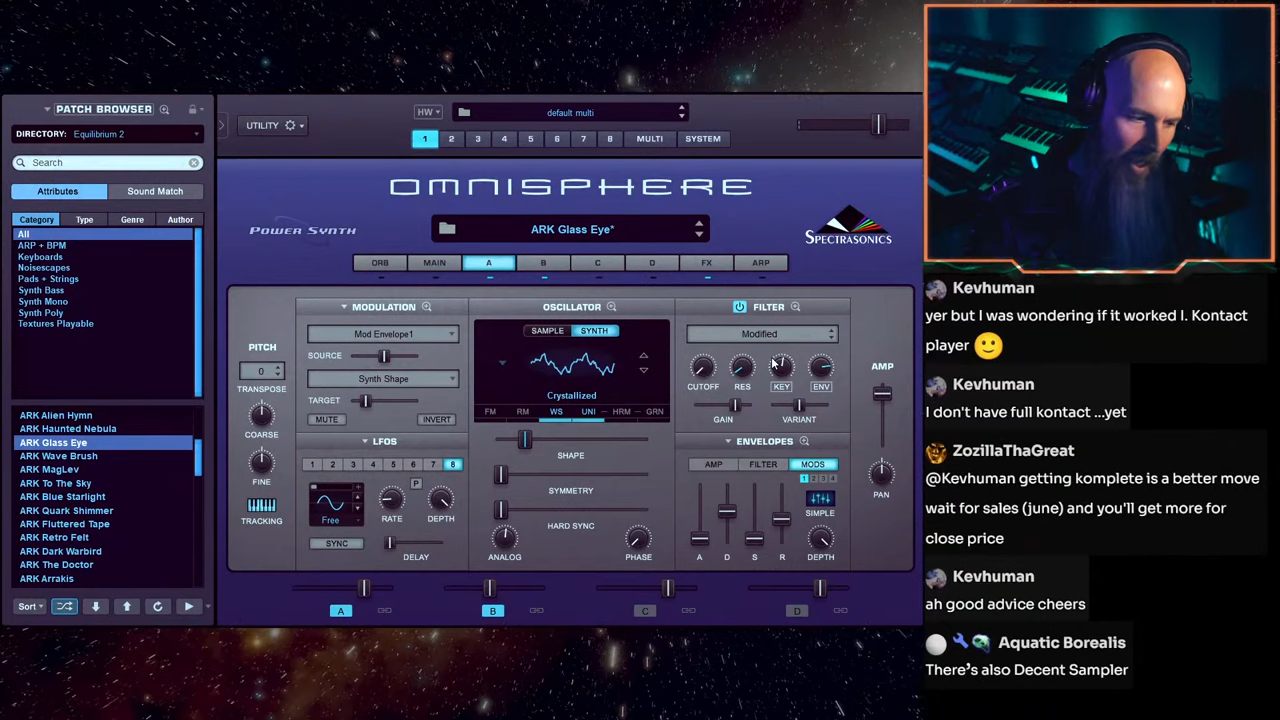 PATCH BROWSER
DIRECTORY: Equilibrium 2
Search
Attributes
Sound Match
Category
Type
Genre
Author
All
ARP + BPM
Keyboards
Noisescapes
Pads + Strings
Synth Bass
Synth Mono
Synth Poly
Textures Playable
ARK Alien Hymn
ARK Haunted Nebula
ARK Glass Eye
ARK Wave Brush
ARK MagLev
ARK To The Sky
ARK Blue Starlight
ARK Quark Shimmer
ARK Fluttered Tape
ARK Retro Felt
ARK Dark Warbird
ARK The Doctor
ARK Arrakis
Sort
UTILITY
HW
default multi
1 2 3 4 5 6 7 8 MULTI SYSTEM
OMNISPHERE
POWER SYNTH
ARK Glass Eye*
SPECTRASONICS
ORB MAIN A B C D FX ARP
PITCH
0
TRANSPOSE
COARSE
FINE
TRACKING
MODULATION
Mod Envelope1
SOURCE
Synth Shape
TARGET
MUTE
INVERT
LFOS
1 2 3 4 5 6 7 8
P
Free
RATE
DEPTH
SYNC
DELAY
OSCILLATOR
SAMPLE
SYNTH
Crystallized
FM RM WS UNI HRM GRN
SHAPE
SYMMETRY
HARD SYNC
ANALOG
PHASE
FILTER
Modified
CUTOFF
RES
KEY
ENV
GAIN
VARIANT
ENVELOPES
AMP
FILTER
MODS
1 2 3 4
SIMPLE
A D S R
DEPTH
AMP
PAN
A
B
C
D
Kevhuman
yer but I was wondering if it worked I. Kontact
player
Kevhuman
I don't have full kontact ...yet
ZozillaThaGreat
@Kevhuman getting komplete is a better move
wait for sales (june) and you'll get more for
close price
Kevhuman
ah good advice cheers
Aquatic Borealis
There's also Decent Sampler